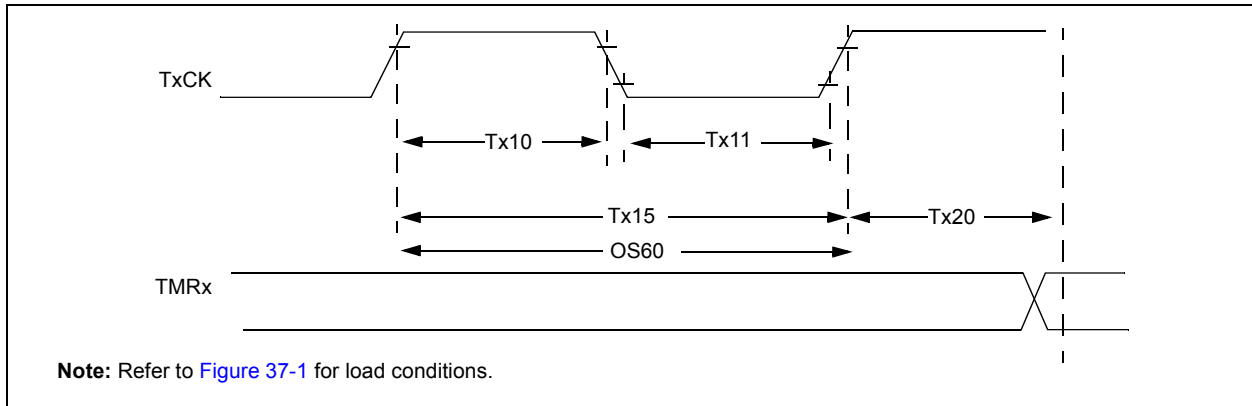 TxCK
Tx10
Tx11
Tx15
Tx20
OS60
TMRx
Note: Refer to Figure 37-1 for load conditions.